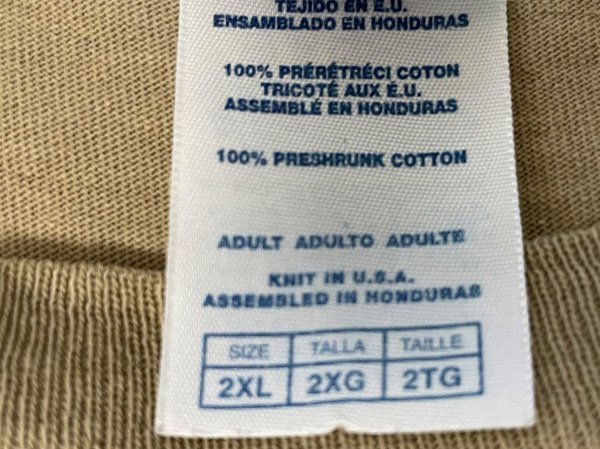 TEJIDO EN E.U.
ENSAMBLADO EN HONDURAS
100% PRÉRÉTRÉCI COTON
TRICOTÉ AUX É.U.
ASSEMBLÉ EN HONDURAS
100% PRESHRUNK COTTON
ADULT ADULTO ADULTE
KNIT IN U.S.A.
ASSEMBLED IN HONDURAS
SIZE TALLA TAILLE
2XL 2XG 2TG